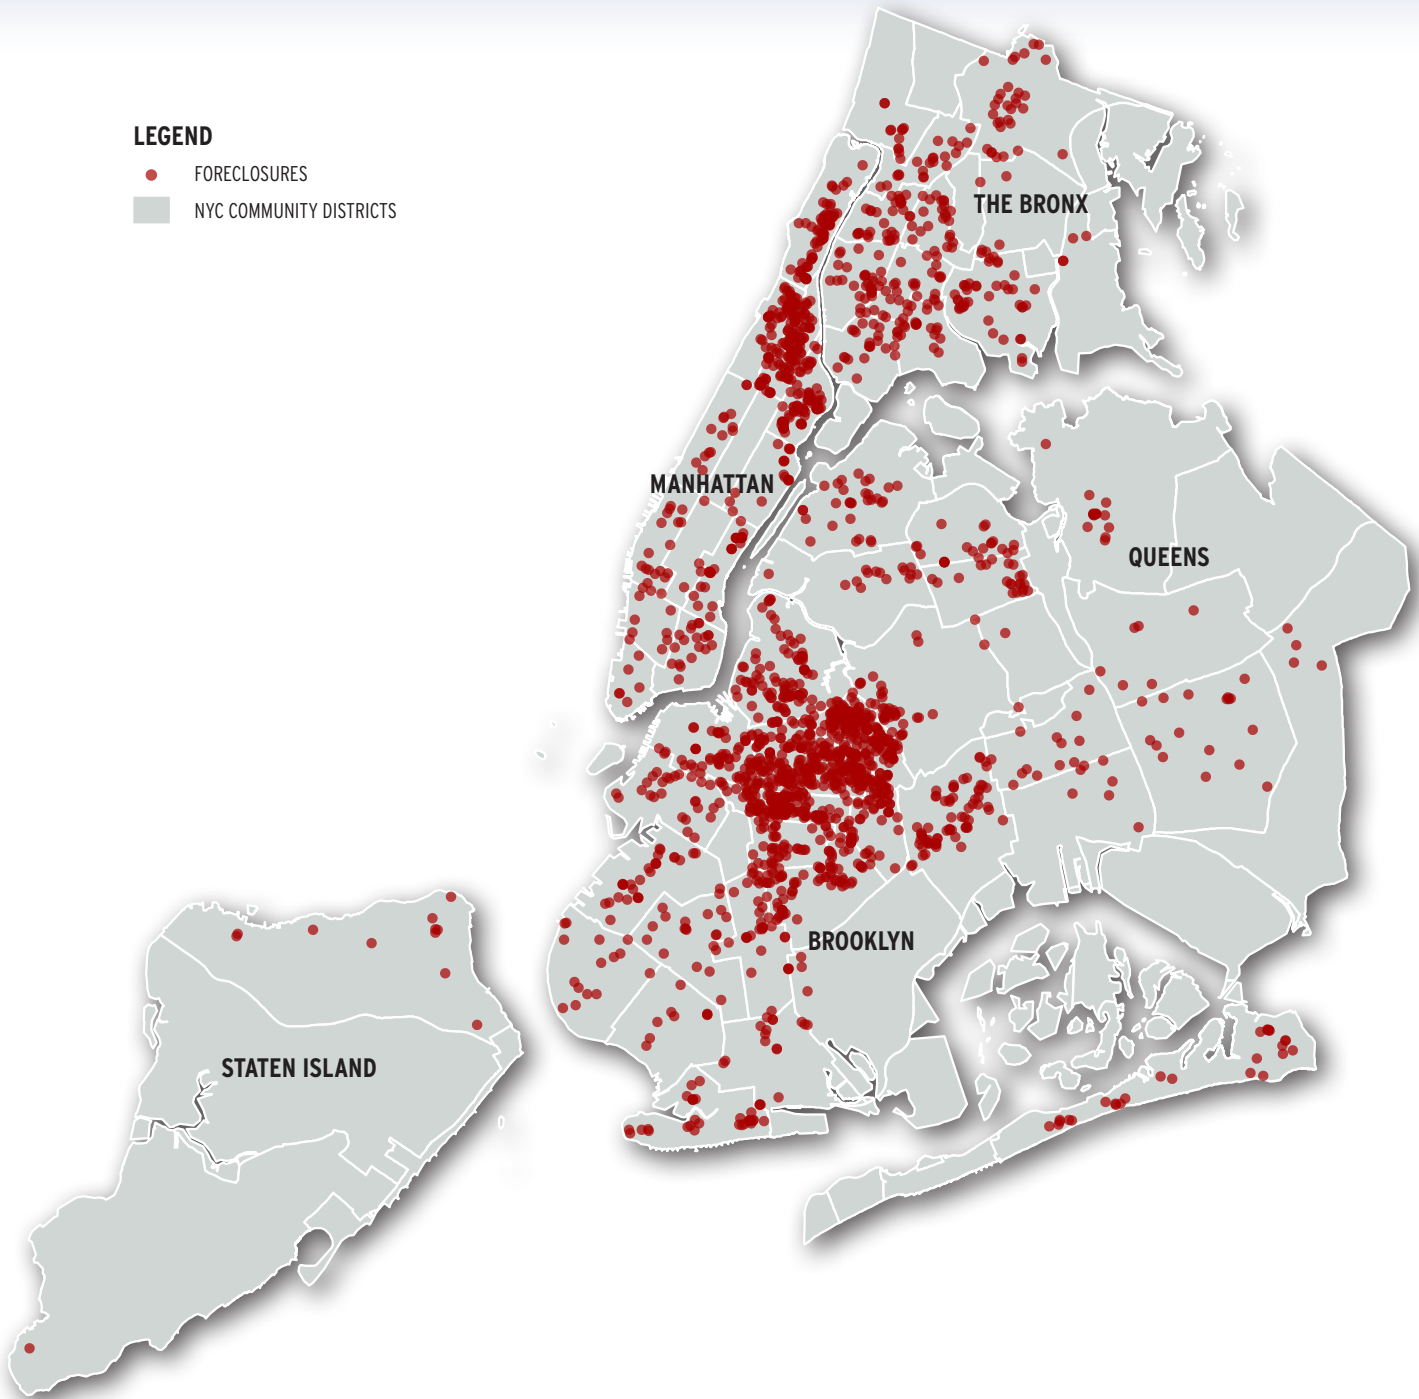 LEGEND
FORECLOSURES
NYC COMMUNITY DISTRICTS
THE BRONX
MANHATTAN
QUEENS
BROOKLYN
STATEN ISLAND